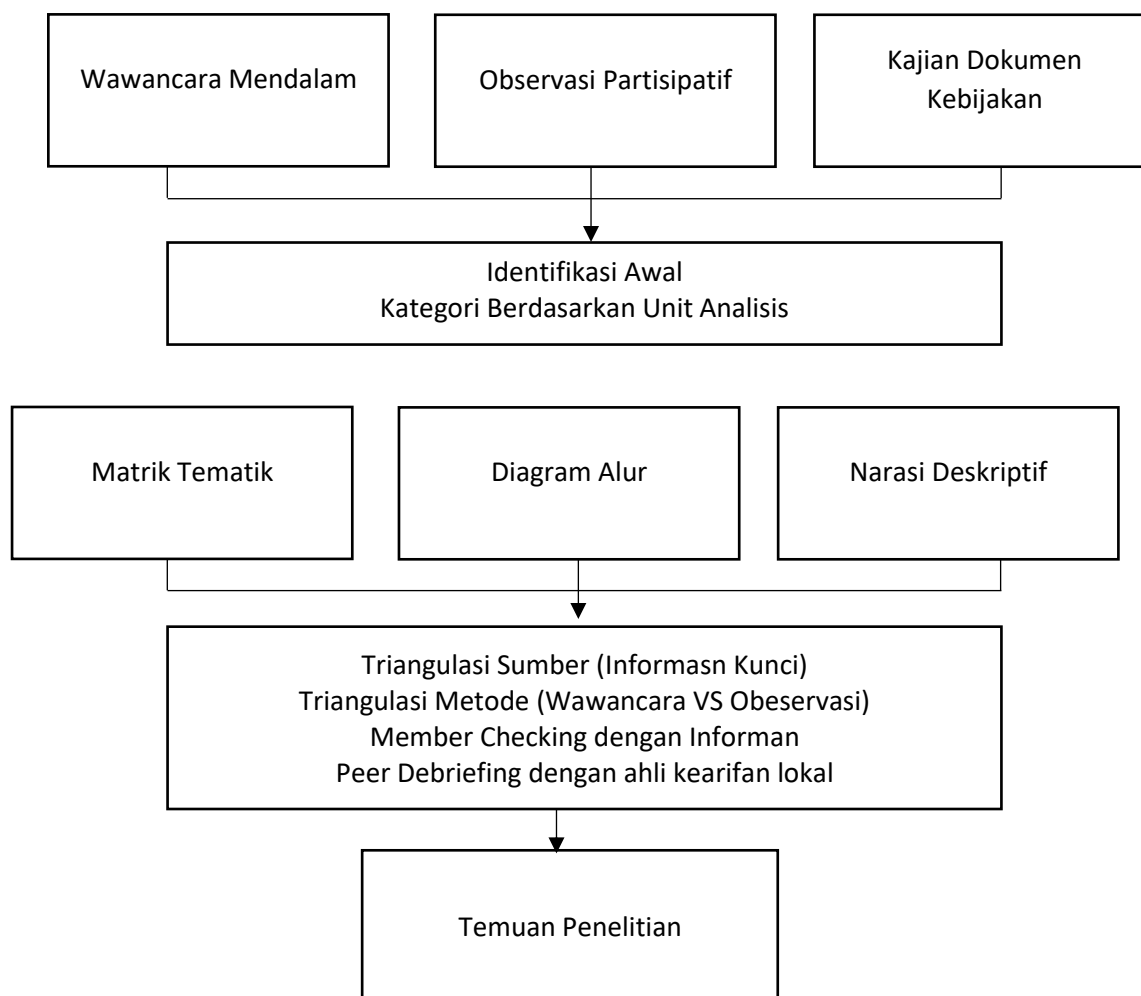 Wawancara Mendalam
Observasi Partisipatif
Kajian Dokumen
Kebijakan
Identifikasi Awal
Kategori Berdasarkan Unit Analisis
Matrik Tematik
Diagram Alur
Narasi Deskriptif
Triangulasi Sumber (Informasn Kunci)
Triangulasi Metode (Wawancara VS Obeservasi)
Member Checking dengan Informan
Peer Debriefing dengan ahli kearifan lokal
Temuan Penelitian